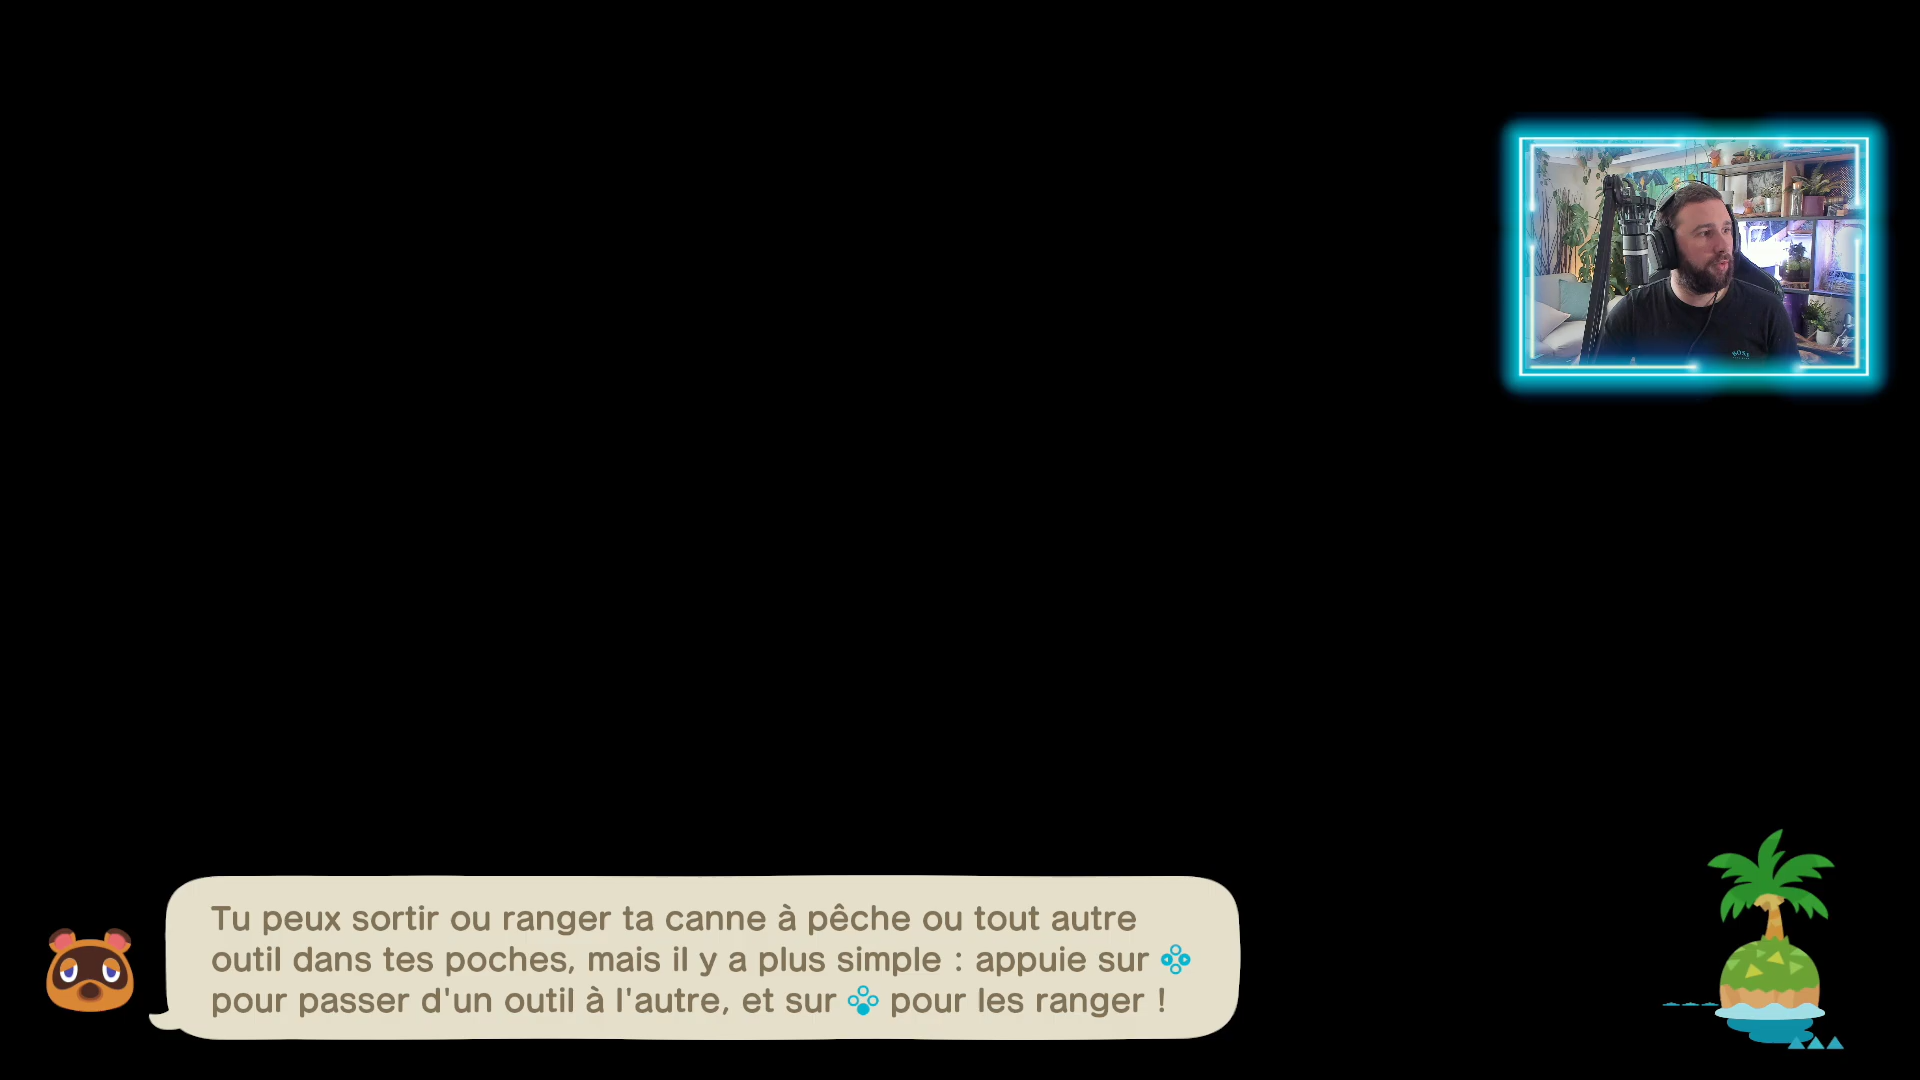 Tu peux sortir ou ranger ta canne à pêche ou tout autre
outil dans tes poches, mais il y a plus simple : appuie sur
pour passer d'un outil à l'autre, et sur pour les ranger !
BOSS